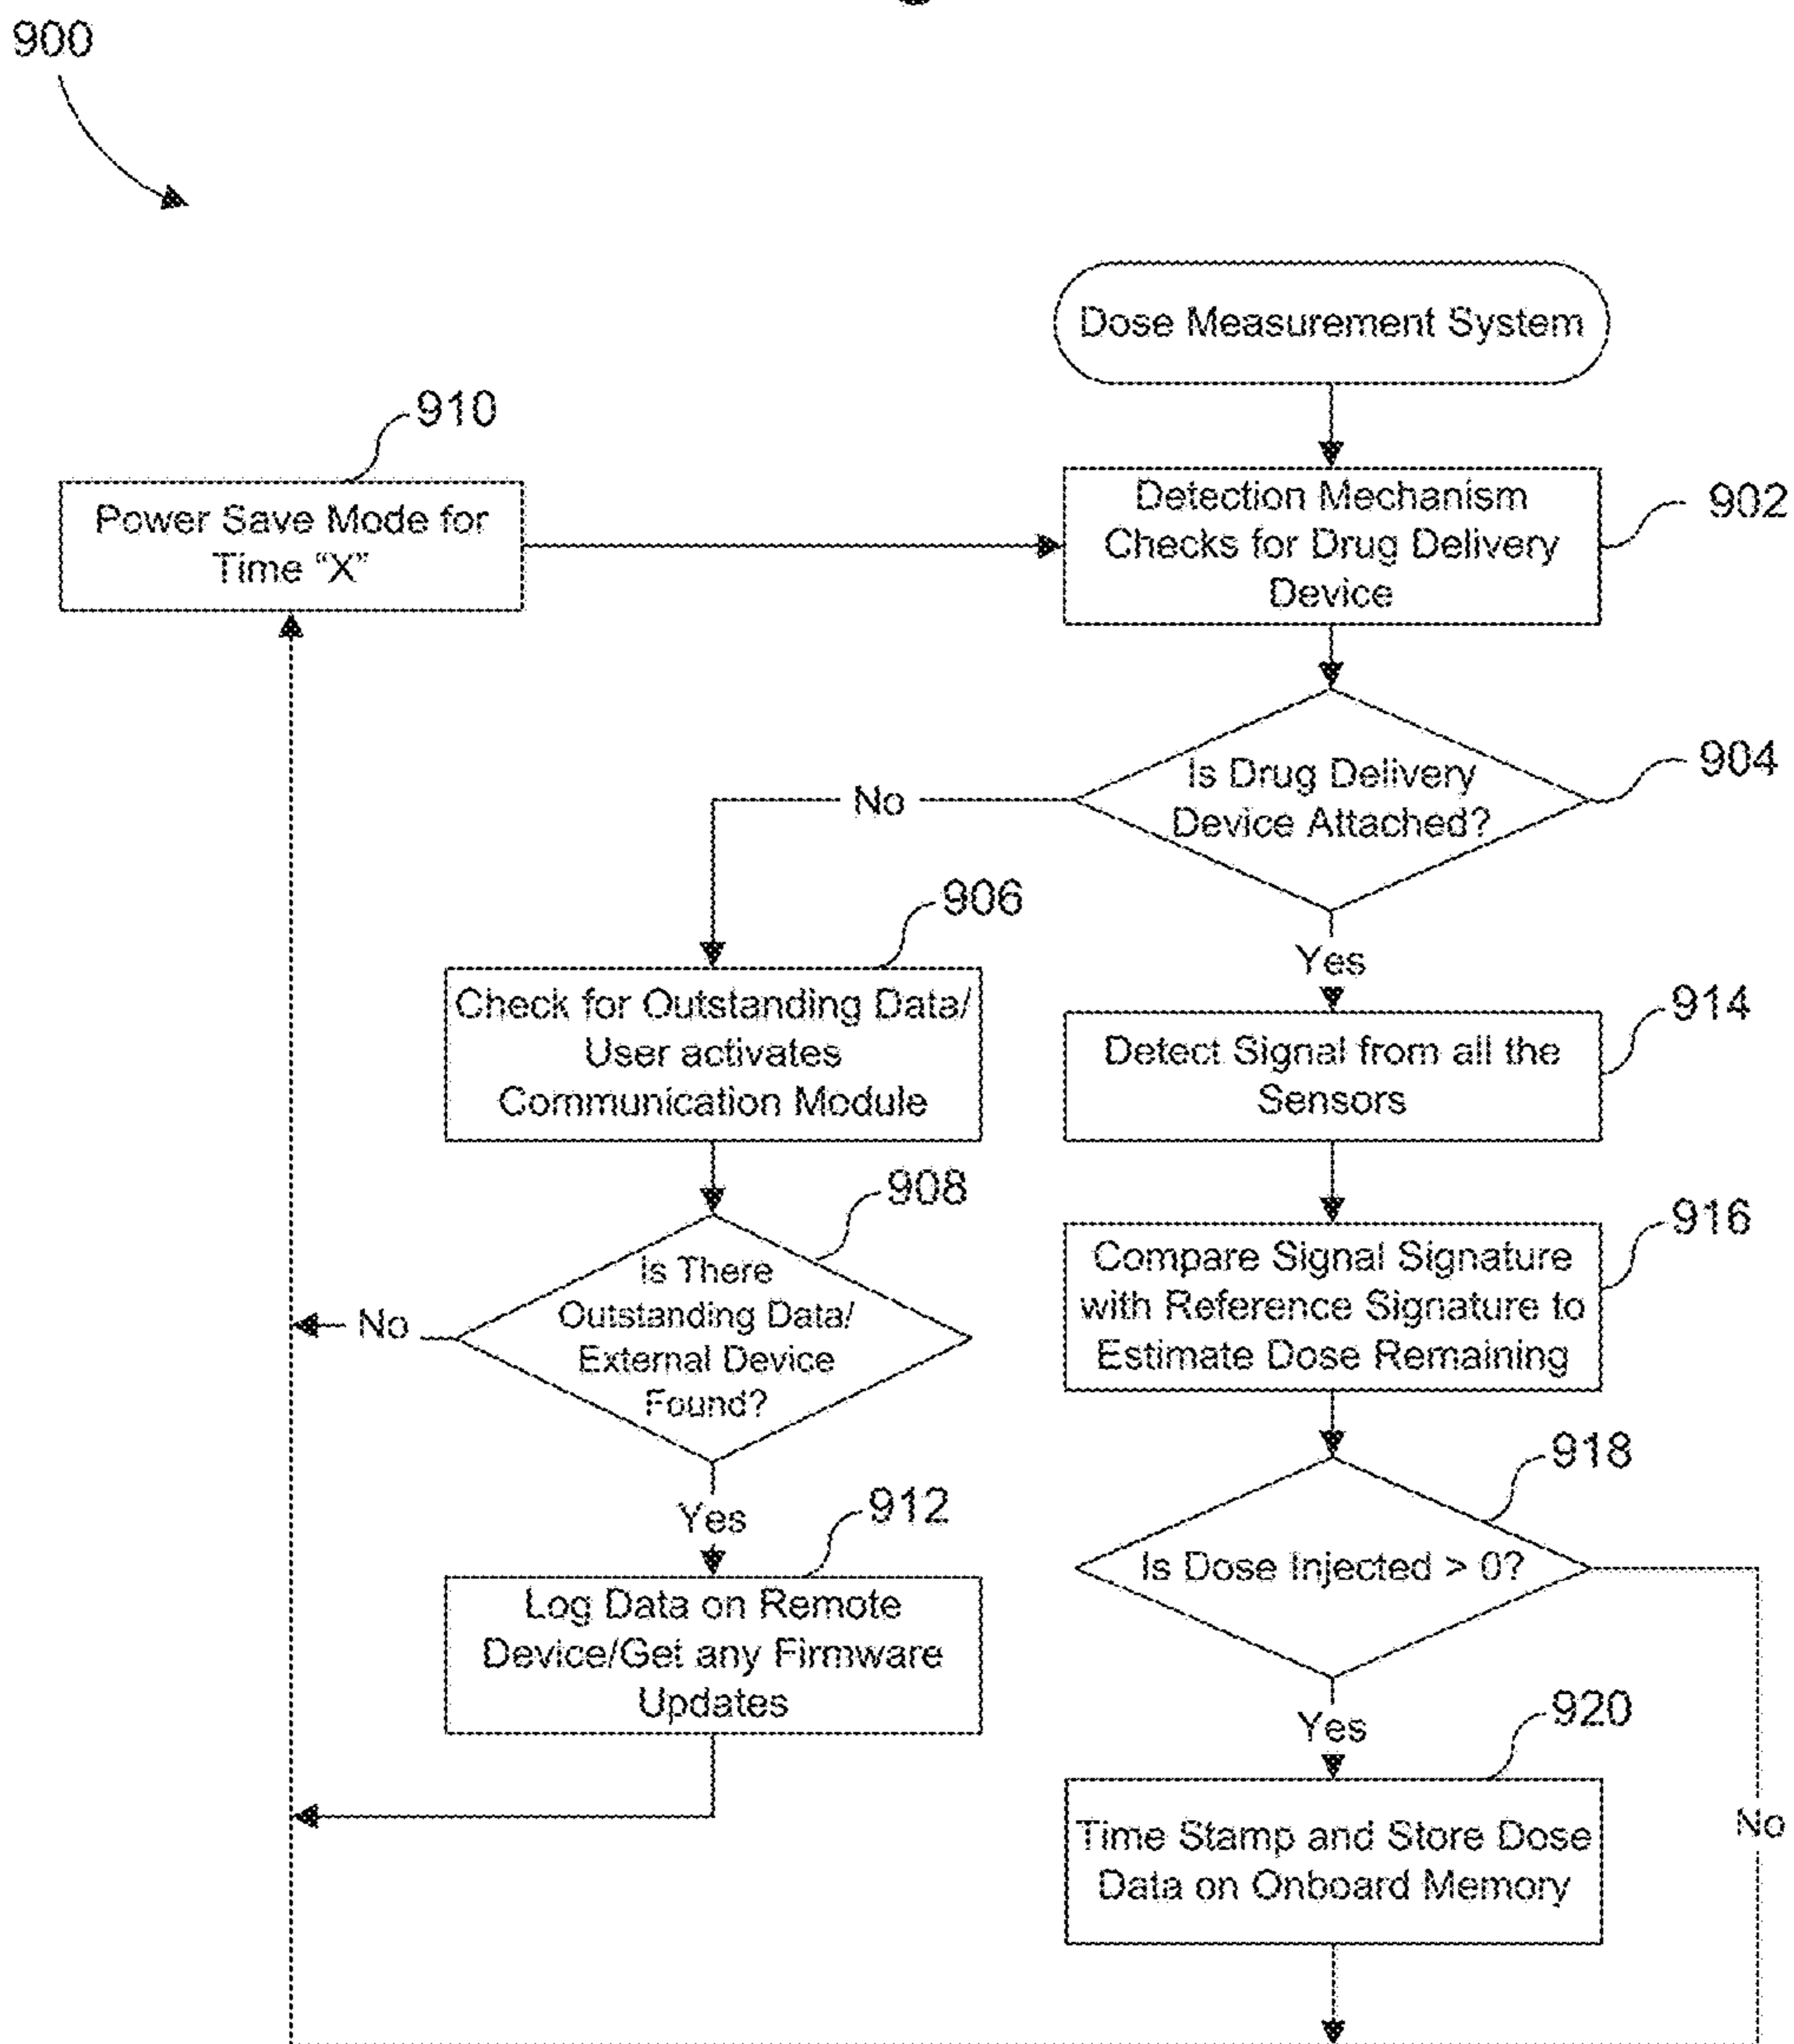 900
Dose Measurement System
910
Power Save Mode for
Time “X”
Detection Mechanism
Checks for Drug Delivery
Device
902
Is Drug Delivery
Device Attached?
904
No
906
Check for Outstanding Data/
User activates
Communication Module
Yes
914
Detect Signal from all the
Sensors
908
Is There
Outstanding Data/
External Device
Found?
No
916
Compare Signal Signature
with Reference Signature to
Estimate Dose Remaining
Yes
912
Log Data on Remote
Device/Get any Firmware
Updates
918
Is Dose Injected > 0?
Yes
920
Time Stamp and Store Dose
Data on Onboard Memory
No